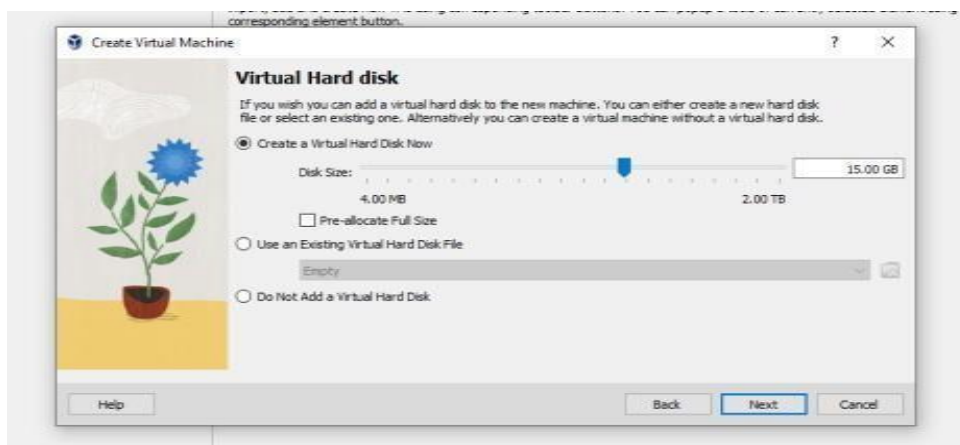 corresponding element button.
Create Virtual Machine
?
Virtual Hard disk
If you wish you can add a virtual hard disk to the new machine. You can either create a new hard disk
file or select an existing one. Alternatively you can create a virtual machine without a virtual hard disk.
Create a Virtual Hard Disk Now
Disk Size:
15.00 GB
4.00 MB
2.00 TB
Pre-allocate Full Size
Use an Existing Virtual Hard Disk File
Empty
Do Not Add a Virtual Hard Disk
Help
Back
Next
Cancel